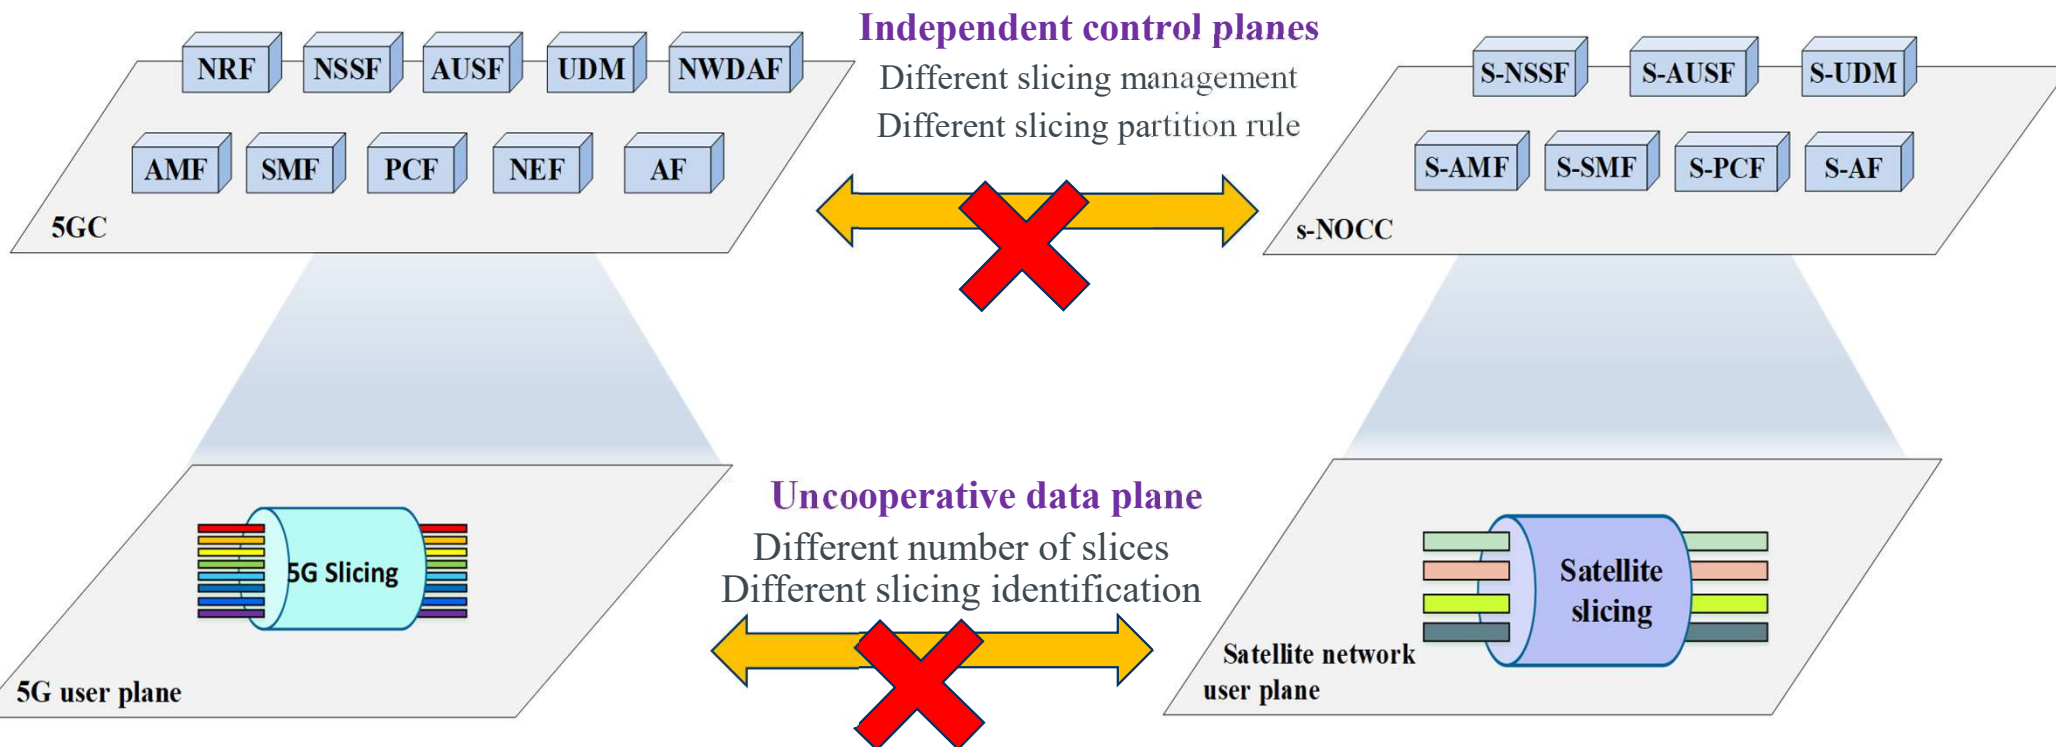 Independent control planes
Different slicing management
Different slicing partition rule
NRF
NSSF
AUSF
UDM
NWDAF
AMF
SMF
PCF
NEF
AF
5GC
S-NSSF
S-AUSF
S-UDM
S-AMF
S-SMF
S-PCF
S-AF
s-NOCC
Uncooperative data plane
Different number of slices
Different slicing identification
5G Slicing
5G user plane
Satellite
slicing
Satellite network
user plane